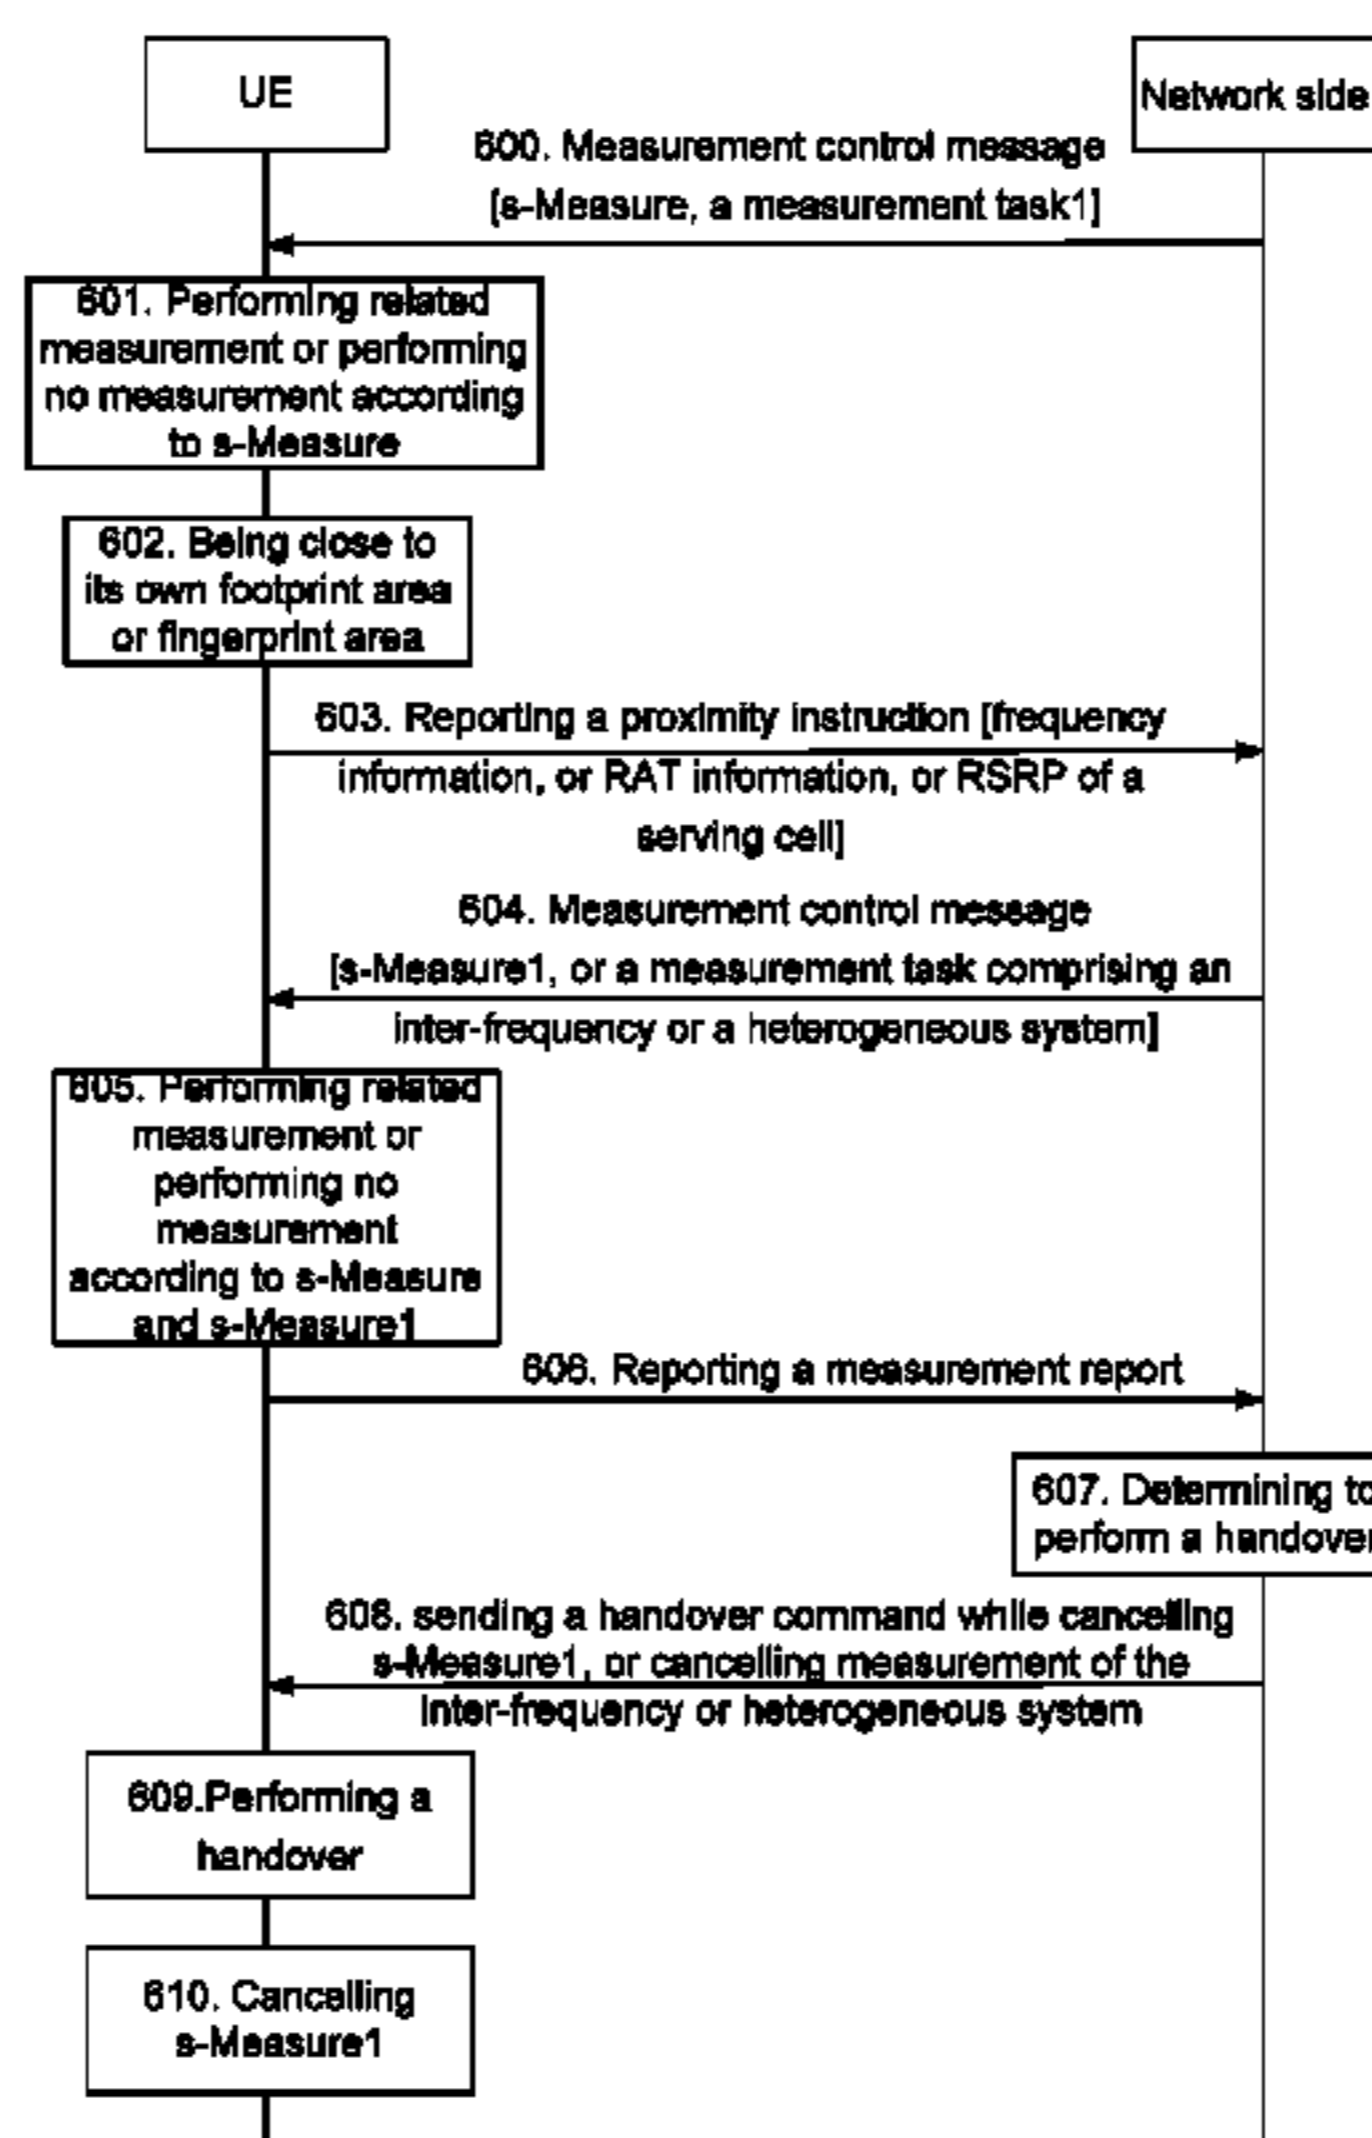 UE
Network side
600. Measurement control message
[s-Measure, a measurement task1]
601. Performing related
measurement or performing
no measurement according
to s-Measure
602. Being close to
its own footprint area
or fingerprint area
603. Reporting a proximity instruction [frequency
information, or RAT information, or RSRP of a
serving cell]
604. Measurement control message
[s-Measure1, or a measurement task comprising an
inter-frequency or a heterogeneous system]
605. Performing related
measurement or
performing no
measurement
according to s-Measure
and s-Measure1
606. Reporting a measurement report
607. Determining to
perform a handover
608. sending a handover command while cancelling
s-Measure1, or cancelling measurement of the
inter-frequency or heterogeneous system
609.Performing a
handover
610. Cancelling
s-Measure1